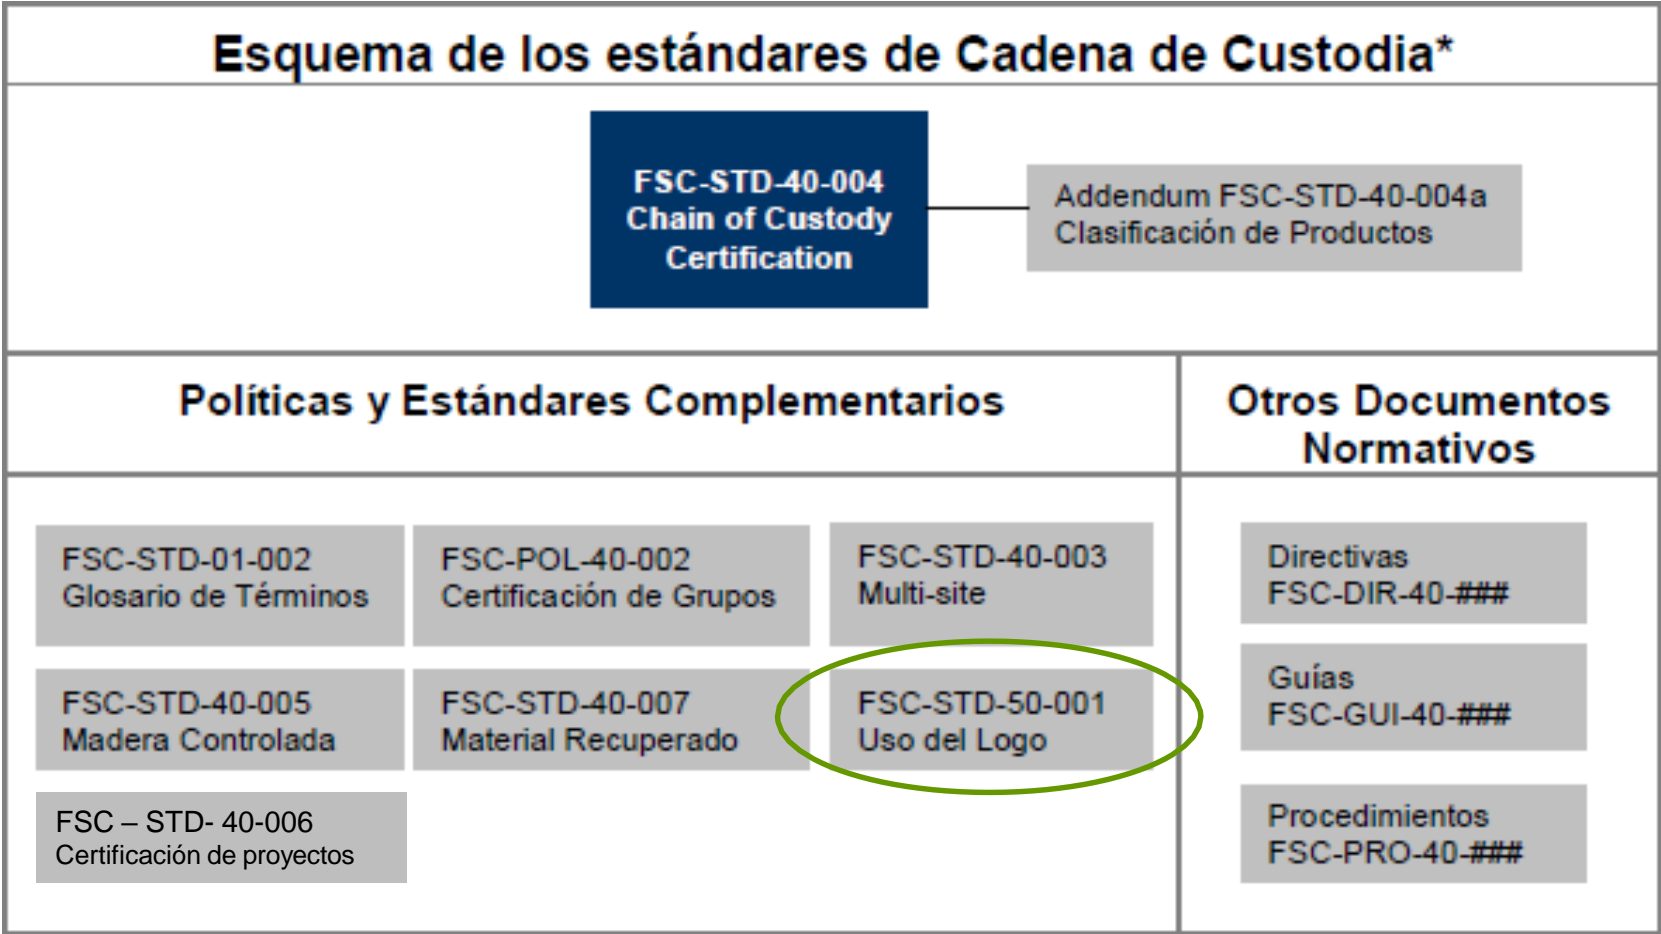 Esquema de los estándares de Cadena de Custodia*
FSC-STD-40-004
Chain of Custody
Certification
Addendum FSC-STD-40-004a
Clasificación de Productos
Políticas y Estándares Complementarios
Otros Documentos
Normativos
FSC-STD-01-002
Glosario de Términos
FSC-POL-40-002
Certificación de Grupos
FSC-STD-40-003
Multi-site
FSC-STD-40-005
Madera Controlada
FSC-STD-40-007
Material Recuperado
FSC-STD-50-001
Uso del Logo
FSC – STD- 40-006
Certificación de proyectos
Directivas
FSC-DIR-40-###
Guías
FSC-GUI-40-###
Procedimientos
FSC-PRO-40-###